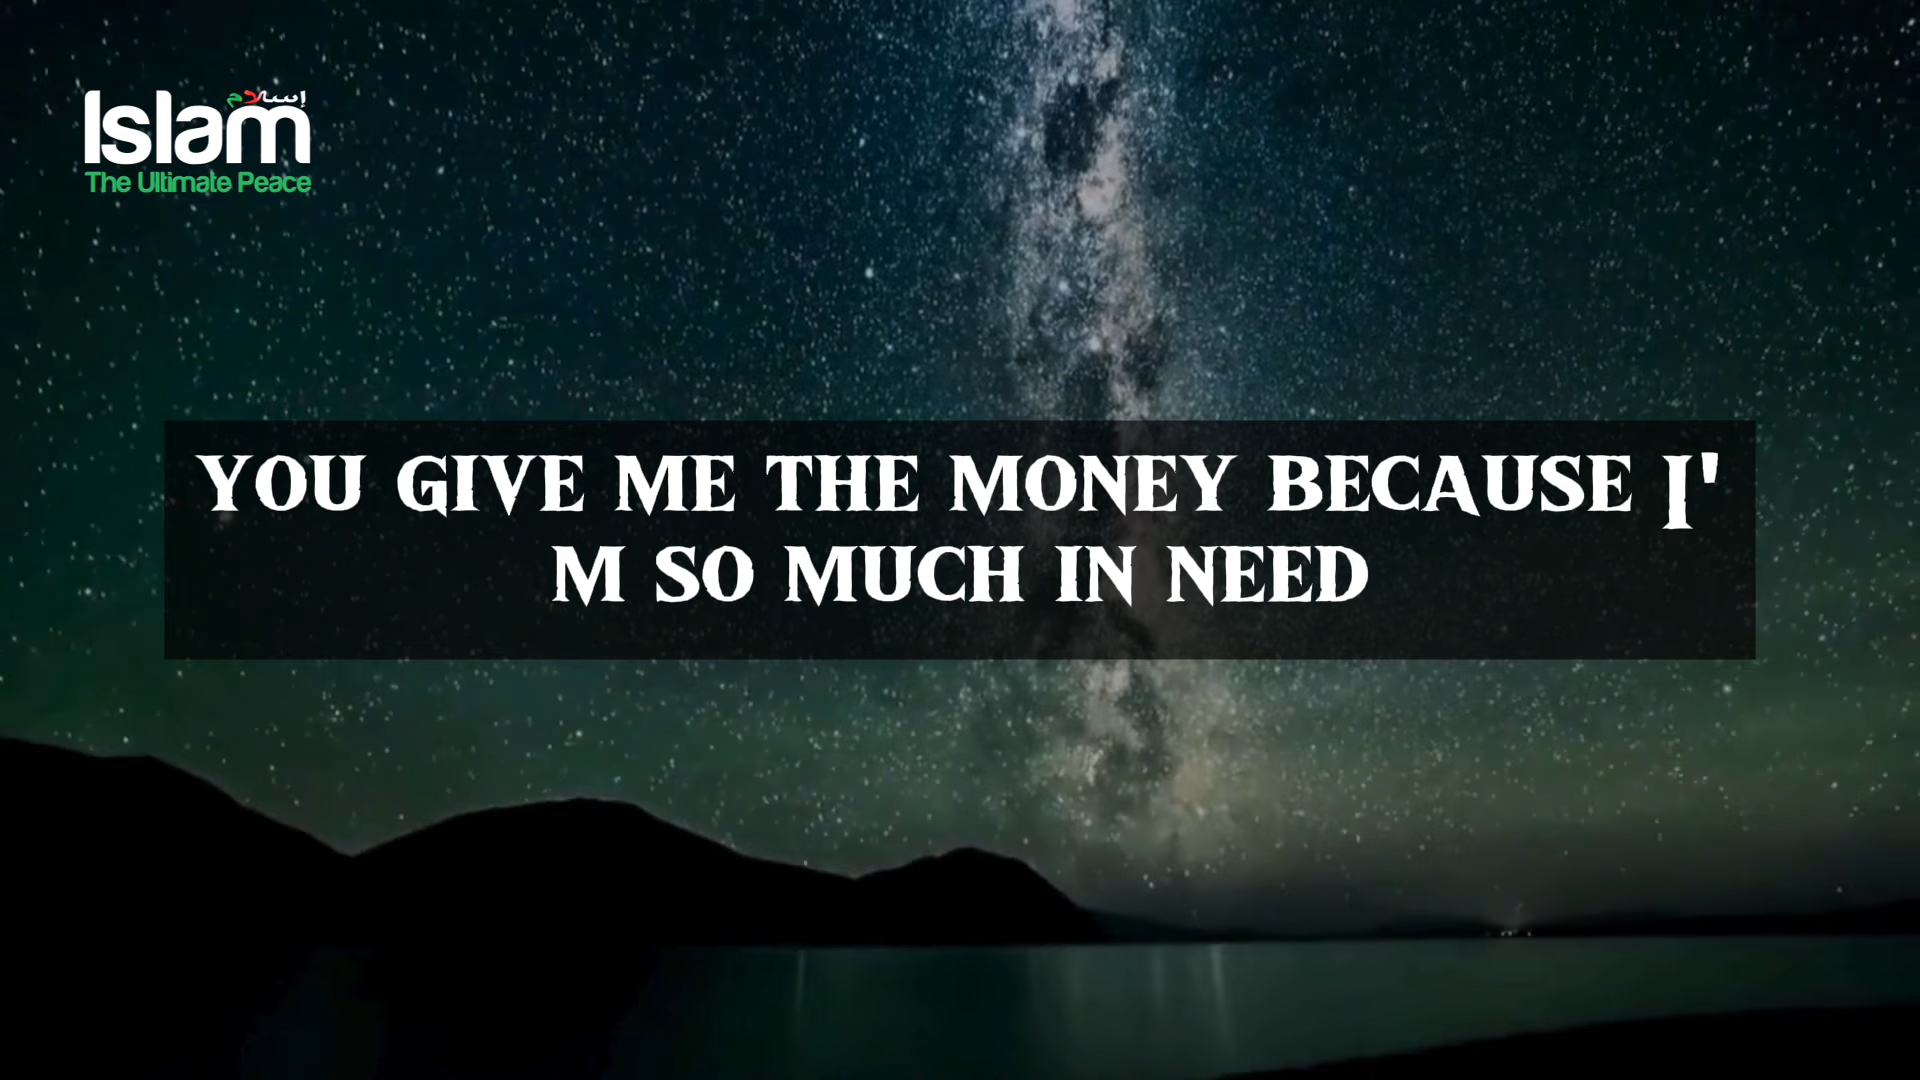 إسلام
Islam
The Ultimate Peace
YOU GIVE ME THE MONEY BECAUSE I'
M SO MUCH IN NEED